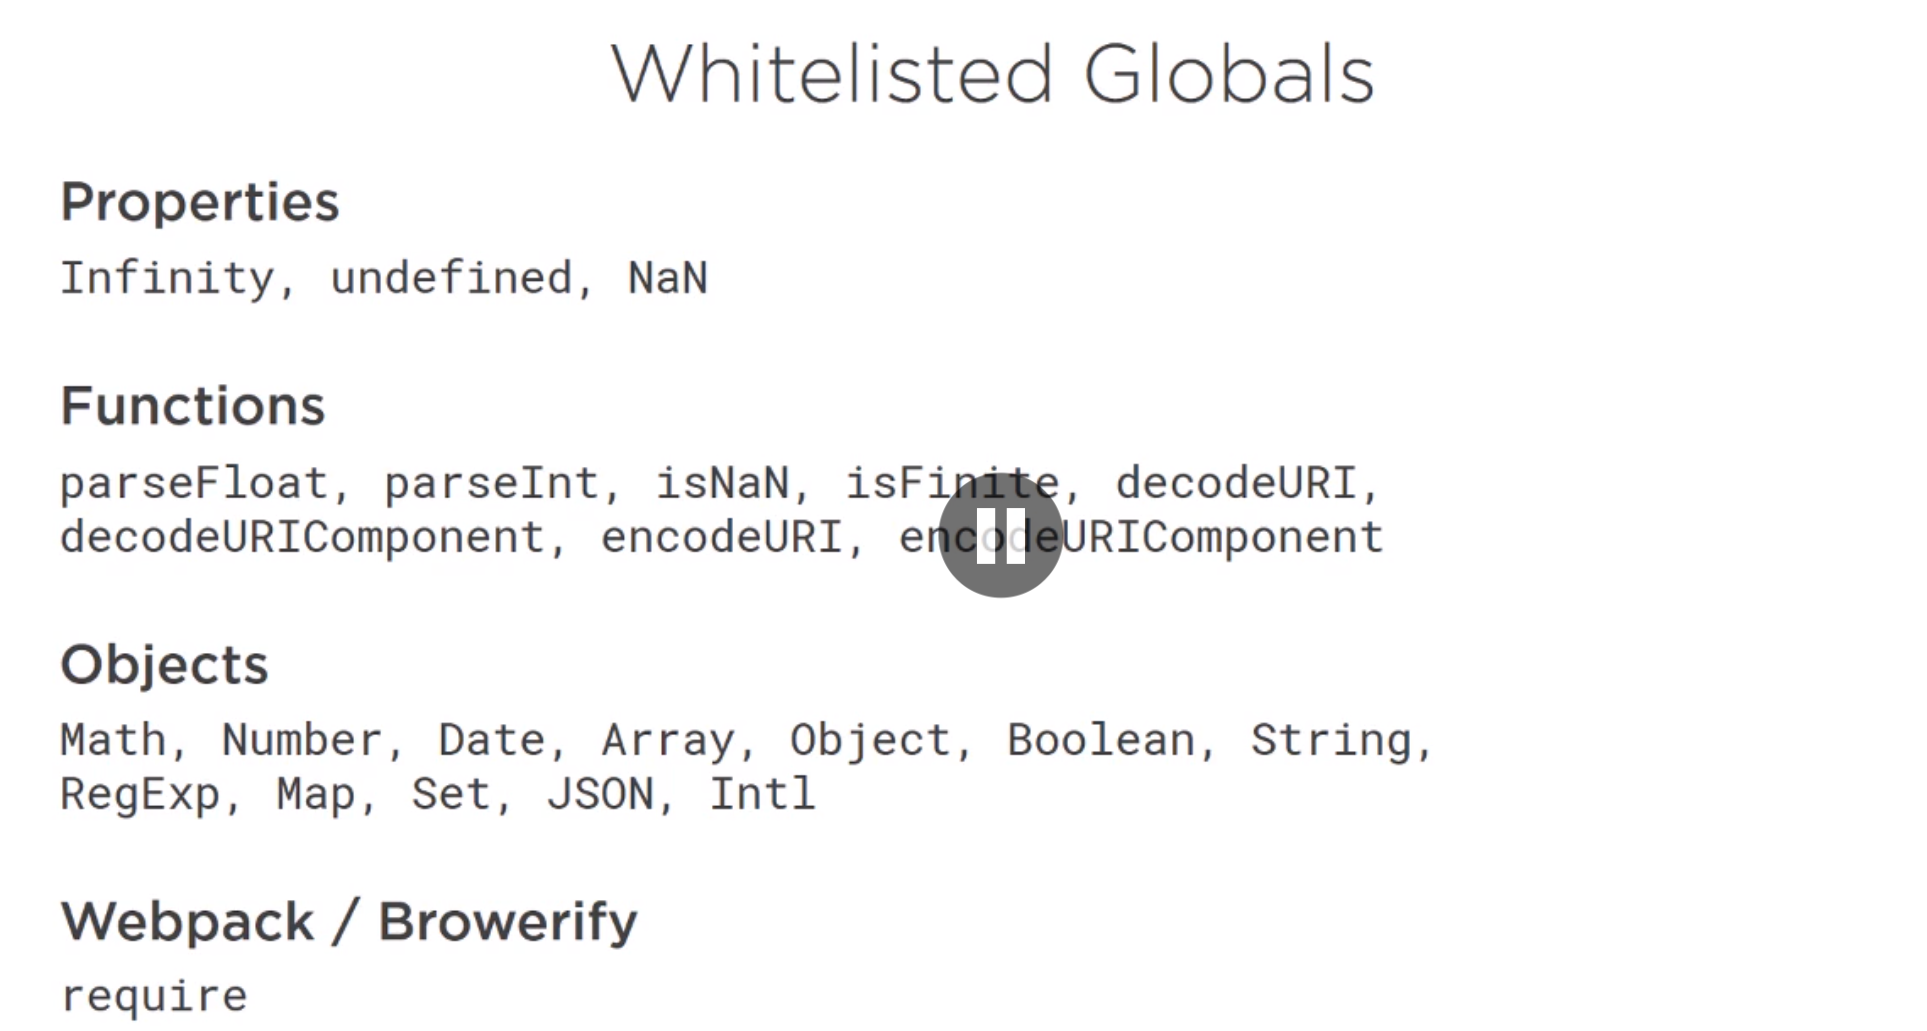 Whitelisted Globals
Properties
Infinity, undefined, NaN
Functions
parseFloat, parseInt, isNaN, isFinite, decodeURI,
decodeURIComponent, encodeURI, encodeURIComponent
Objects
Math, Number, Date, Array, Object, Boolean, String,
RegExp, Map, Set, JSON, Intl
Webpack / Browerify
require